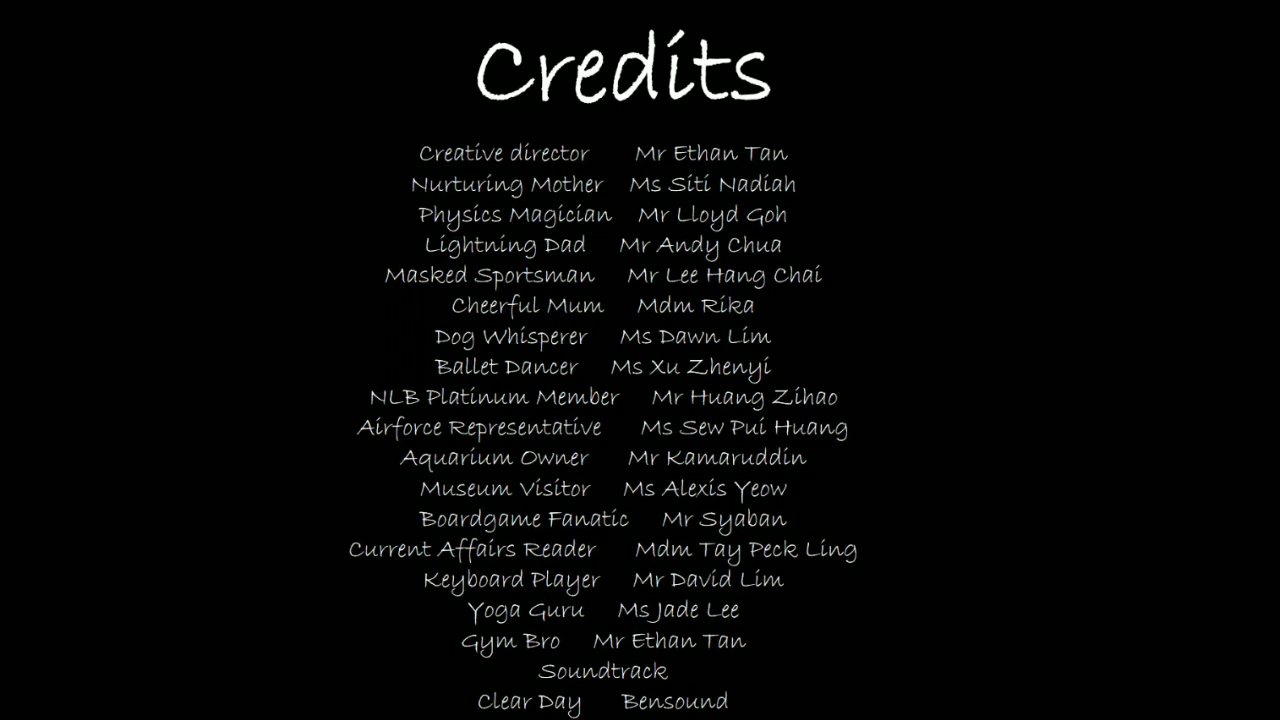 Credits
Creative director Mr Ethan Tan
Nurturing Mother Ms Siti Nadiah
Physics Magician Mr Lloyd Goh
Lightning Dad Mr Andy Chua
Masked Sportsman Mr Lee Hang Chai
Cheerful Mum Mdm Rika
Dog Whisperer Ms Dawn Lim
Ballet Dancer Ms Xu Zhenyi
NLB Platinum Member Mr Huang Zihao
Airforce Representative Ms Sew Pui Huang
Aquarium Owner Mr Kamaruddin
Museum Visitor Ms Alexis Yeow
Boardgame Fanatic Mr Syaban
Current Affairs Reader Mdm Tay Peck Ling
Keyboard Player Mr David Lim
Yoga Guru Ms Jade Lee
Gym Bro Mr Ethan Tan
Soundtrack
Clear Day Bensound